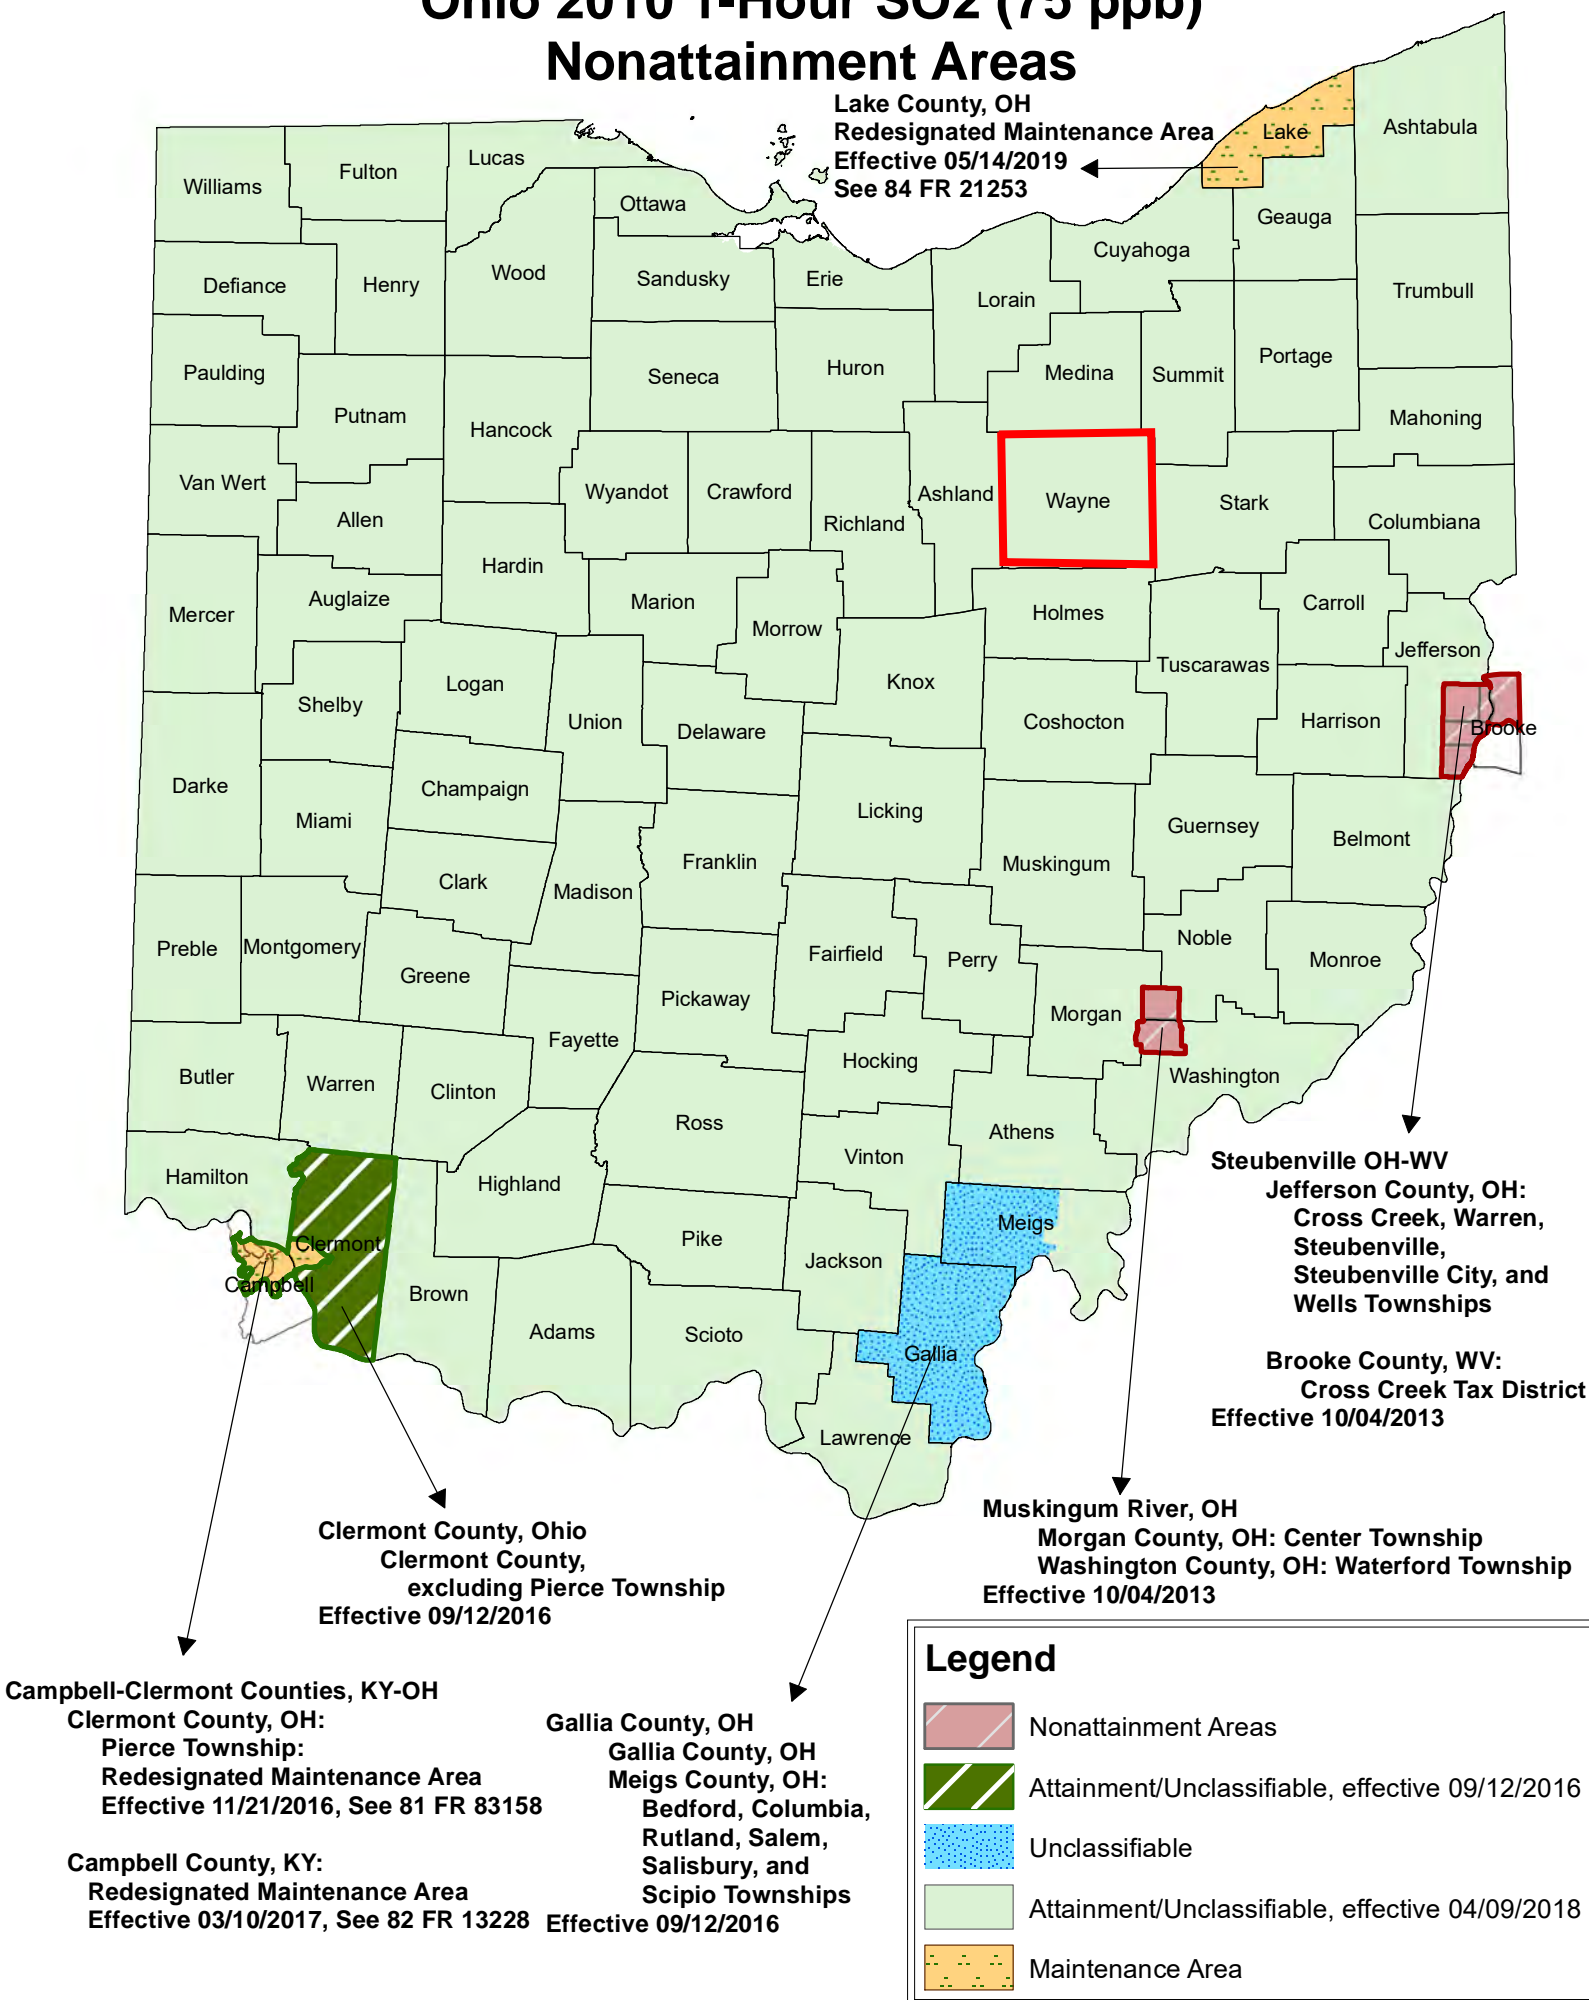 Ohio 2010 1-Hour SO2 (75 ppb)
Nonattainment Areas
Lake County, OH
Redesignated Maintenance Area
Effective 05/14/2019
See 84 FR 21253
Lake
Ashtabula
Williams
Fulton
Lucas
Ottawa
Geauga
Cuyahoga
Defiance
Henry
Wood
Sandusky
Erie
Lorain
Trumbull
Paulding
Putnam
Hancock
Seneca
Huron
Medina
Summit
Portage
Mahoning
Van Wert
Allen
Wyandot
Crawford
Richland
Ashland
Wayne
Stark
Columbiana
Mercer
Auglaize
Hardin
Marion
Morrow
Holmes
Carroll
Jefferson
Shelby
Logan
Union
Delaware
Knox
Coshocton
Tuscarawas
Harrison
Brooke
Darke
Miami
Champaign
Clark
Madison
Franklin
Licking
Muskingum
Guernsey
Belmont
Preble
Montgomery
Greene
Fayette
Pickaway
Fairfield
Perry
Morgan
Noble
Monroe
Butler
Warren
Clinton
Ross
Hocking
Washington
Athens
Hamilton
Highland
Vinton
Meigs
Clermont
Campbell
Brown
Adams
Pike
Scioto
Jackson
Gallia
Lawrence
Steubenville OH-WV
Jefferson County, OH:
Cross Creek, Warren,
Steubenville,
Steubenville City, and
Wells Townships
Brooke County, WV:
Cross Creek Tax District
Effective 10/04/2013
Muskingum River, OH
Morgan County, OH: Center Township
Washington County, OH: Waterford Township
Effective 10/04/2013
Clermont County, Ohio
Clermont County,
excluding Pierce Township
Effective 09/12/2016
Campbell-Clermont Counties, KY-OH
Clermont County, OH:
Pierce Township:
Redesignated Maintenance Area
Effective 11/21/2016, See 81 FR 83158
Campbell County, KY:
Redesignated Maintenance Area
Effective 03/10/2017, See 82 FR 13228
Gallia County, OH
Gallia County, OH
Meigs County, OH:
Bedford, Columbia,
Rutland, Salem,
Salisbury, and
Scipio Townships
Effective 09/12/2016
Legend
Nonattainment Areas
Attainment/Unclassifiable, effective 09/12/2016
Unclassifiable
Attainment/Unclassifiable, effective 04/09/2018
Maintenance Area